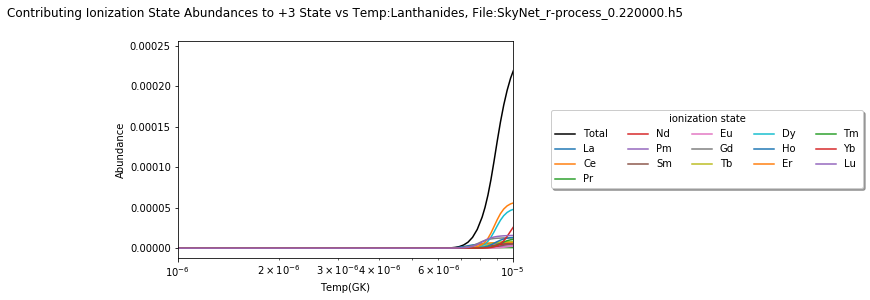 Contributing Ionization State Abundances to +3 State vs Temp:Lanthanides, File:SkyNet_r-process_0.220000.h5
0.00025
0.00020
0.00015
0.00010
0.00005
0.00000
Abundance
10⁻⁶
2 × 10⁻⁶
3 × 10⁻⁶
4 × 10⁻⁶
6 × 10⁻⁶
10⁻⁵
Temp(GK)
ionization state
Total Nd Eu Dy Tm
La Pm Gd Ho Yb
Ce Sm Tb Er Lu
Pr